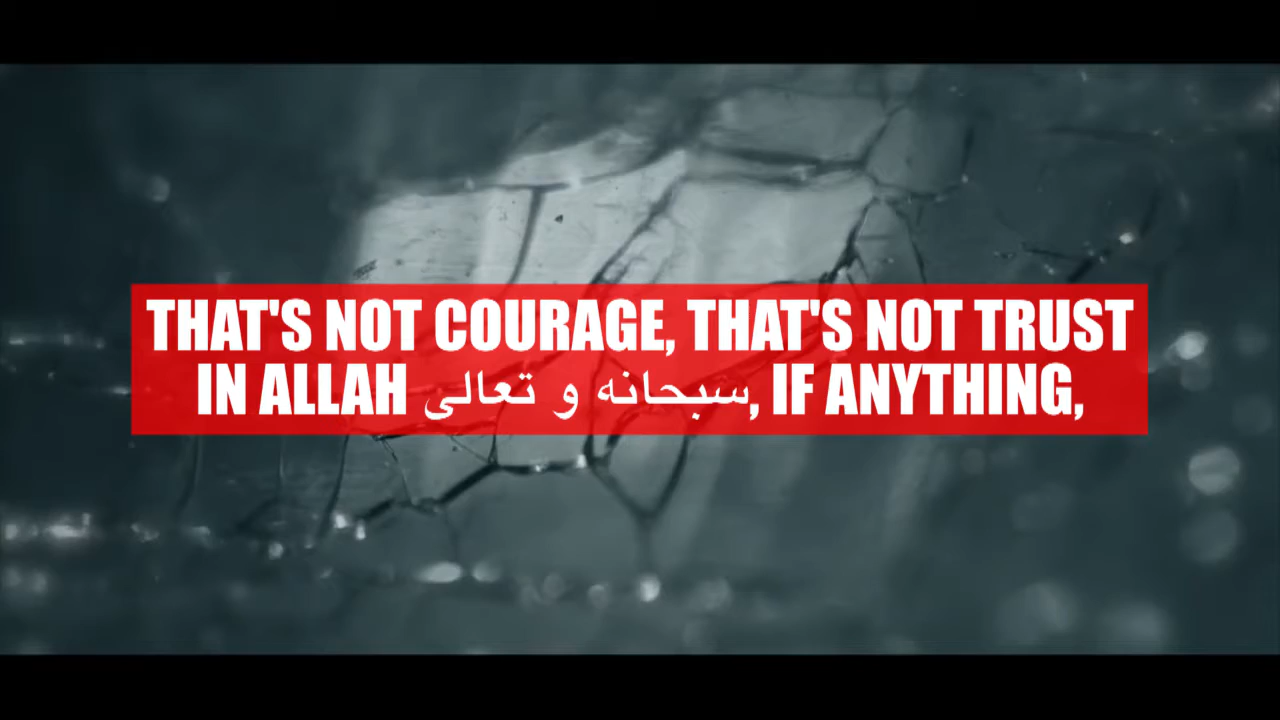 THAT'S NOT COURAGE, THAT'S NOT TRUST
IN ALLAH سبحانه و تعالى, IF ANYTHING,